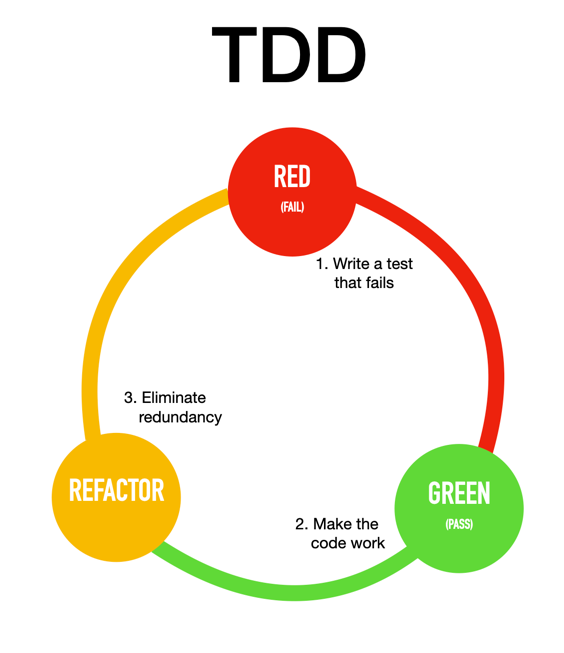 TDD
RED
(FAIL)
1. Write a test
that fails
3. Eliminate
redundancy
REFACTOR
GREEN
(PASS)
2. Make the
code work